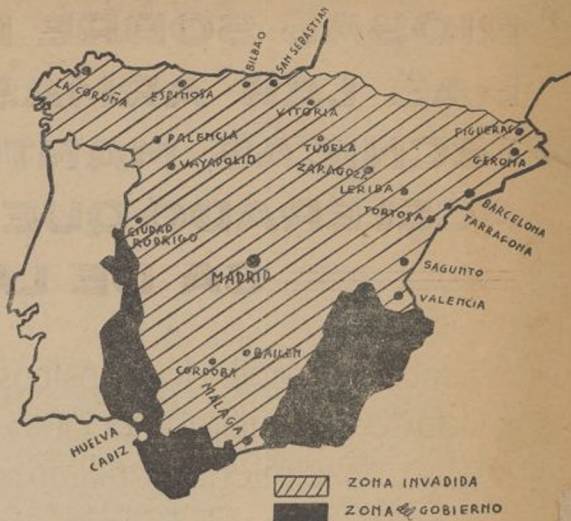 BILBAO
SAN SEBASTIAN
LA CORUÑA
ESPINOSA
VITORIA
FIGUERAS
PALENCIA
TUDELA
GERONA
VAYADOLID
ZARAGOZA
LERIDA
BARCELONA
TORTOSA
TARRAGONA
CIUDAD
RODRIGO
MADRID
SAGUNTO
VALENCIA
BAILEN
CORDOBA
MALAGA
HUELVA
CADIZ
ZONA INVADIDA
ZONA GOBIERNO